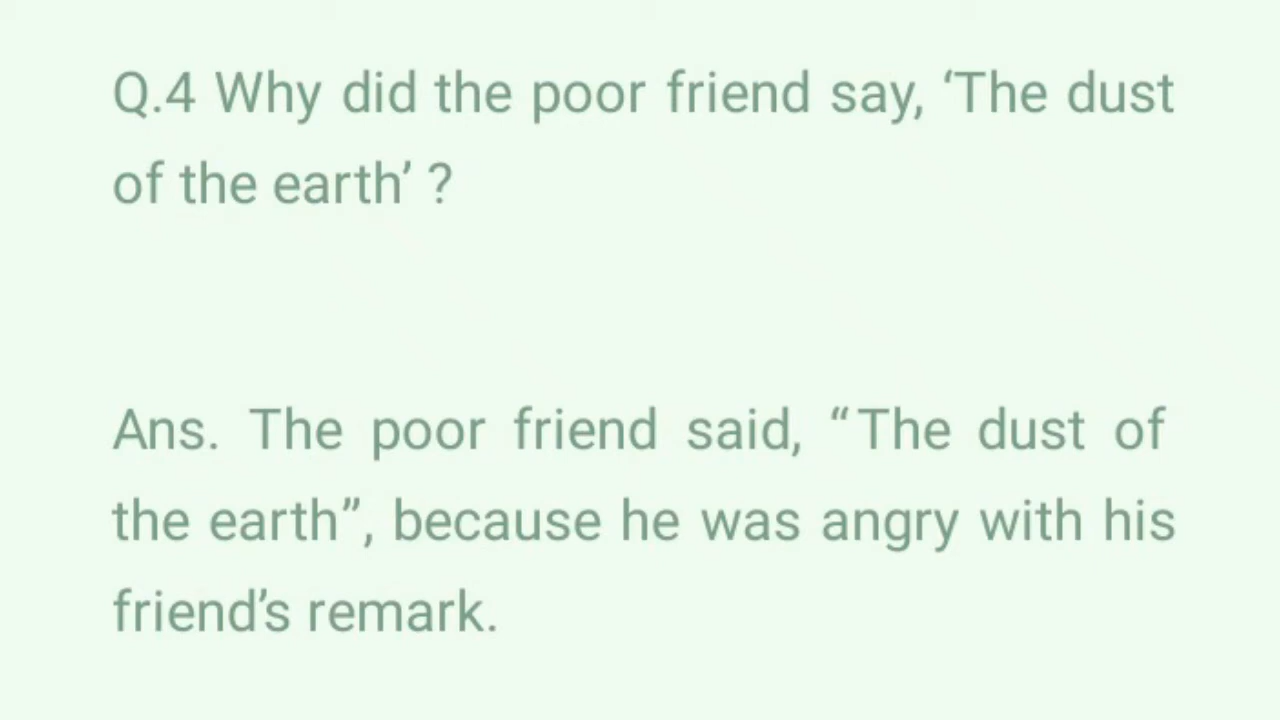 Q.4 Why did the poor friend say, ‘The dust
of the earth’ ?
Ans. The poor friend said, “The dust of
the earth”, because he was angry with his
friend’s remark.